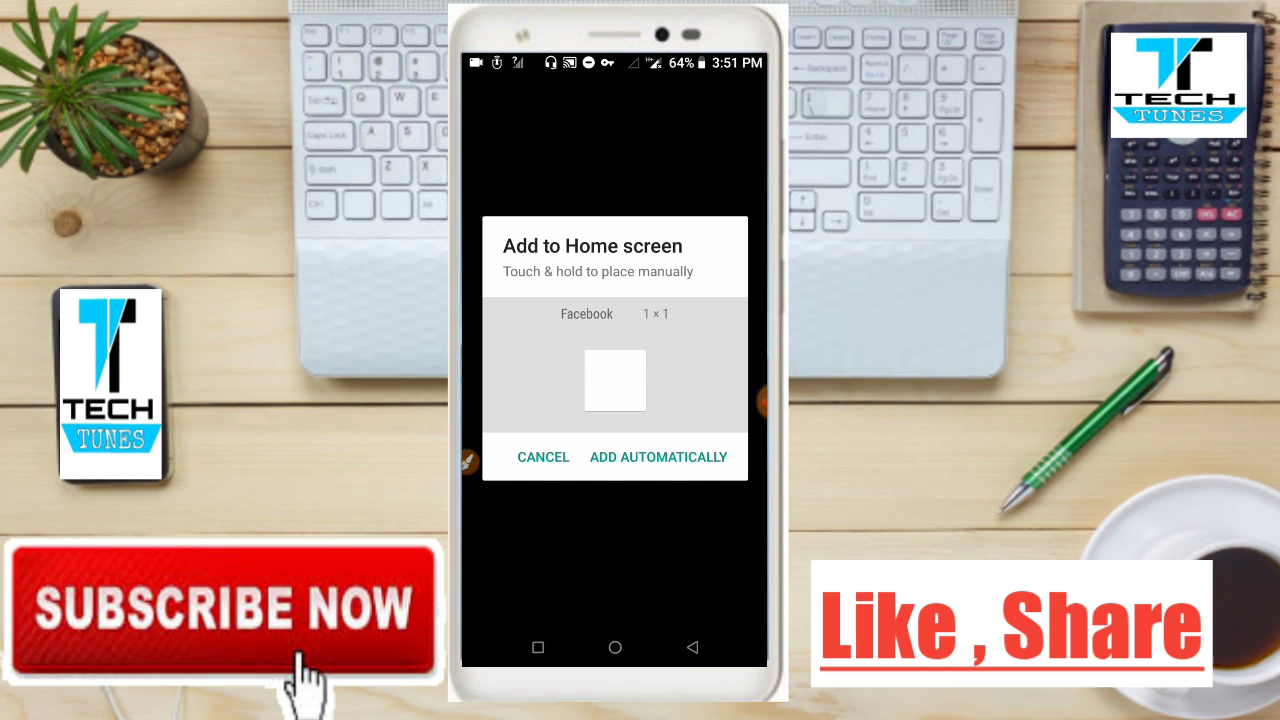 64% 3:51 PM
Add to Home screen
Touch & hold to place manually
Facebook 1 × 1
CANCEL ADD AUTOMATICALLY
TECH
TUNES
TECH
TUNES
SUBSCRIBE NOW
Like , Share